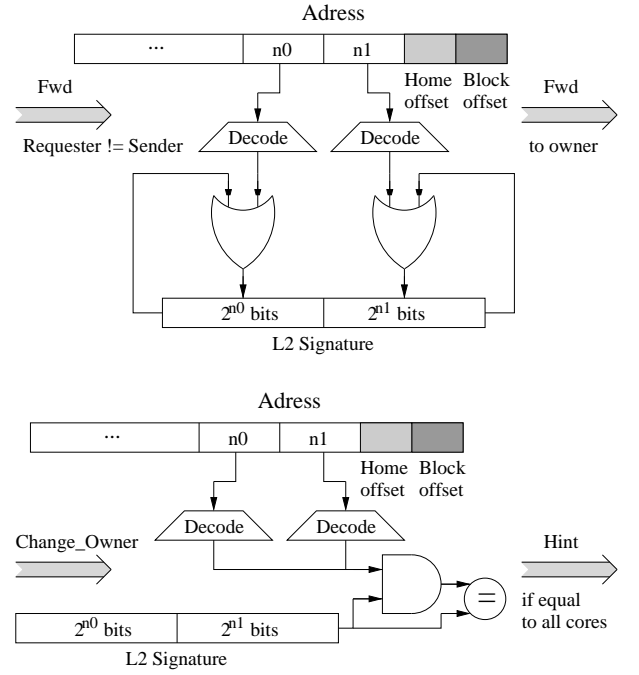 Adress
... n0 n1
Fwd Home Block Fwd
offset offset
Decode Decode
Requester != Sender to owner
2^n0 bits 2^n1 bits
L2 Signature
Adress
... n0 n1
Home Block
offset offset
Decode Decode
Change_Owner Hint
=
if equal
to all cores
2^n0 bits 2^n1 bits
L2 Signature